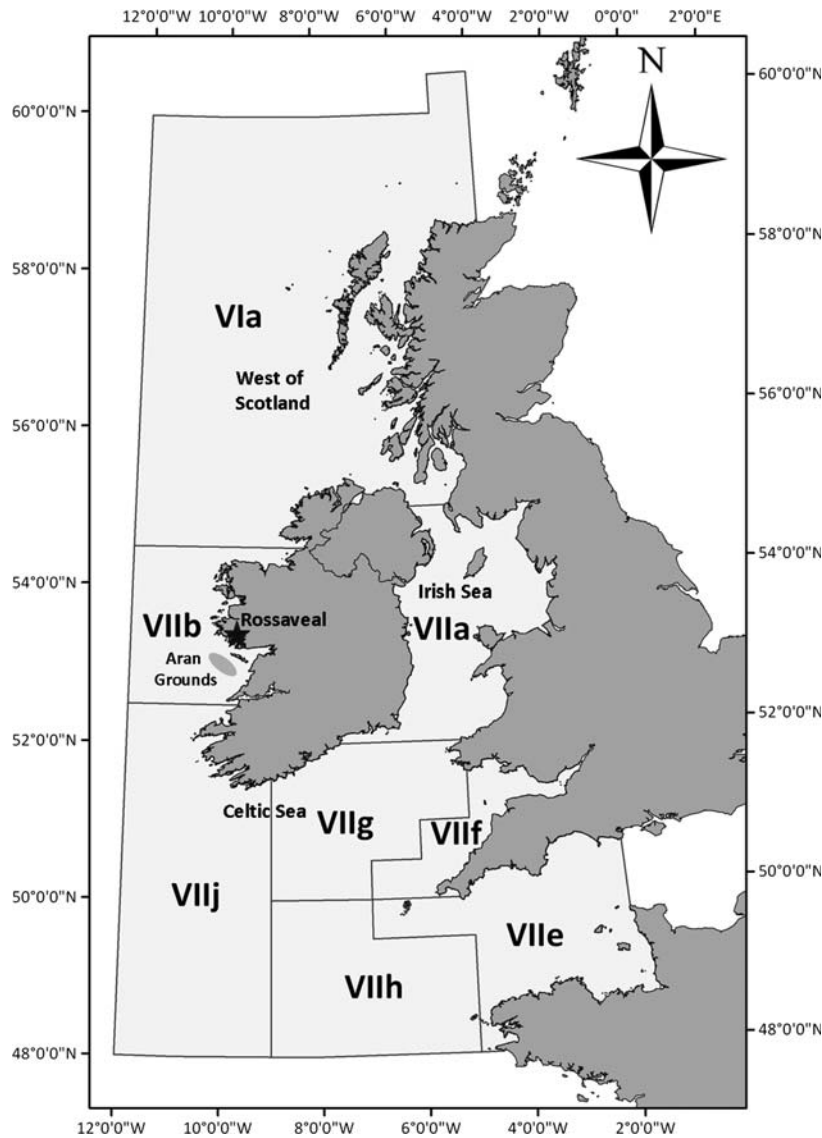 12°0'0"W 10°0'0"W 8°0'0"W 6°0'0"W 4°0'0"W 2°0'0"W 0°0'0" 2°0'0"E
N
60°0'0"N
60°0'0"N
58°0'0"N
58°0'0"N
VIa
West of
Scotland
56°0'0"N
56°0'0"N
54°0'0"N
54°0'0"N
Irish Sea
VIIb
Rossaveal
VIIa
Aran
Grounds
52°0'0"N
52°0'0"N
Celtic Sea
VIIg
VIIf
50°0'0"N
50°0'0"N
VIIj
VIIe
VIIh
48°0'0"N
48°0'0"N
12°0'0"W 10°0'0"W 8°0'0"W 6°0'0"W 4°0'0"W 2°0'0"W